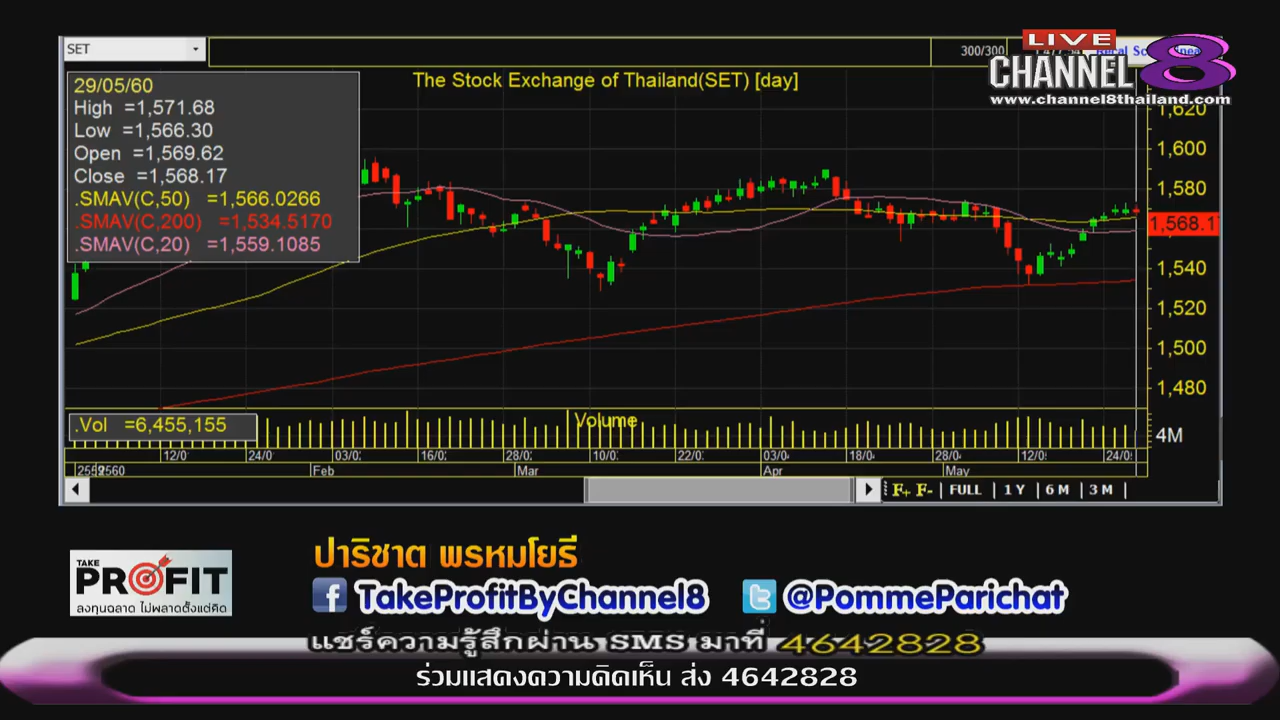 SET
300/300
LIVE
CHANNEL 8
www.channel8thailand.com
The Stock Exchange of Thailand(SET) [day]
29/05/60
High =1,571.68
Low =1,566.30
Open =1,569.62
Close =1,568.17
.SMAV(C,50) =1,566.0266
.SMAV(C,200) =1,534.5170
.SMAV(C,20) =1,559.1085
1,620
1,600
1,580
1,568.17
1,540
1,520
1,500
1,480
.Vol =6,455,155
Volume
4M
12/0 24/0 03/0 16/0 28/0 10/0 22/0 03/0 18/0 28/0 12/0 24/0
2560 Feb Mar Apr May
F+ F- | FULL | 1 Y | 6 M | 3 M |
TAKE
PROFIT
ลงทุนฉลาด ไม่พลาดตั้งแต่คิด
ปาริชาต พรหมโยธี
TakeProfitByChannel8
@PommeParichat
แชร์ความรู้สึกผ่าน SMS มาที่ 4642828
ร่วมแสดงความคิดเห็น ส่ง 4642828